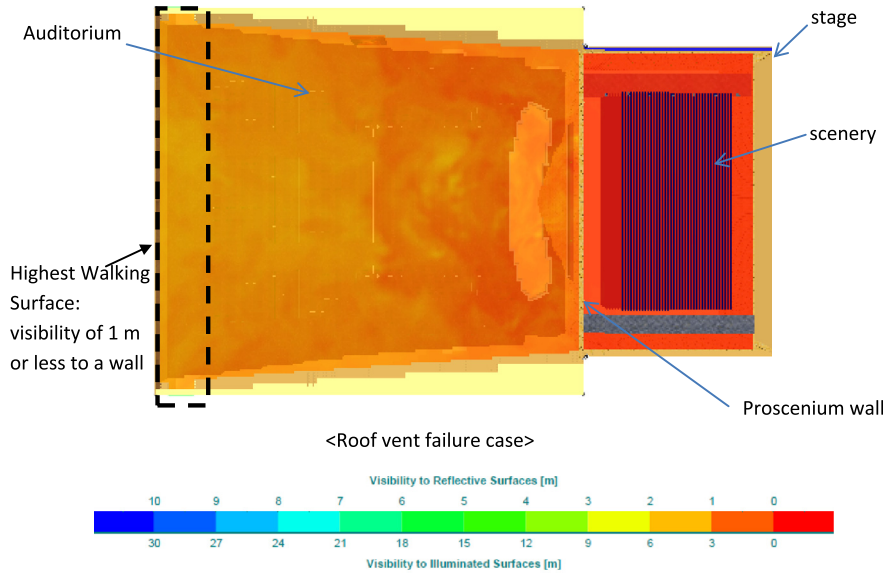 Auditorium
stage
scenery
Highest Walking
Surface:
visibility of 1 m
or less to a wall
Proscenium wall
<Roof vent failure case>
Visibility to Reflective Surfaces [m]
10 9 8 7 6 5 4 3 2 1 0
30 27 24 21 18 15 12 9 6 3 0
Visibility to Illuminated Surfaces [m]